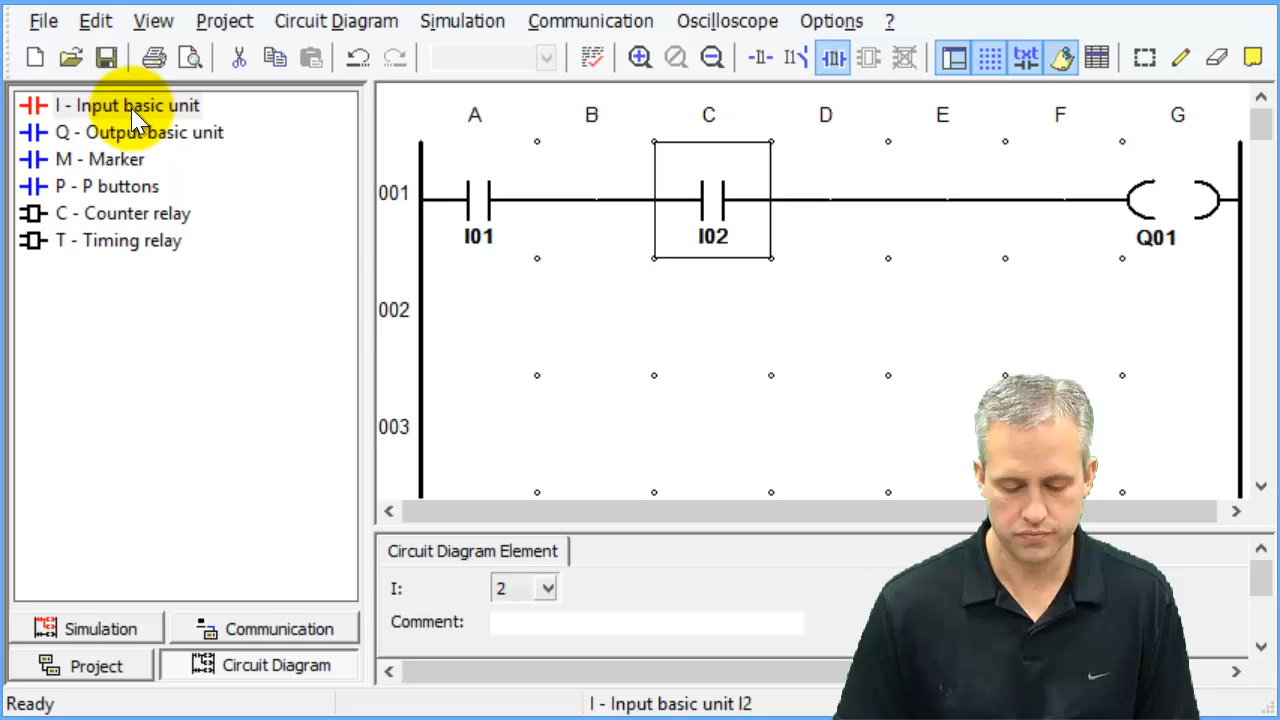 File Edit View Project Circuit Diagram Simulation Communication Oscilloscope Options ?
txt
I - Input basic unit
Q - Output basic unit
M - Marker
P - P buttons
C - Counter relay
T - Timing relay
Simulation Communication
Project Circuit Diagram
A B C D E F G
001
I01 I02 Q01
002
003
Circuit Diagram Element
I: 2
Comment:
Ready I - Input basic unit I2